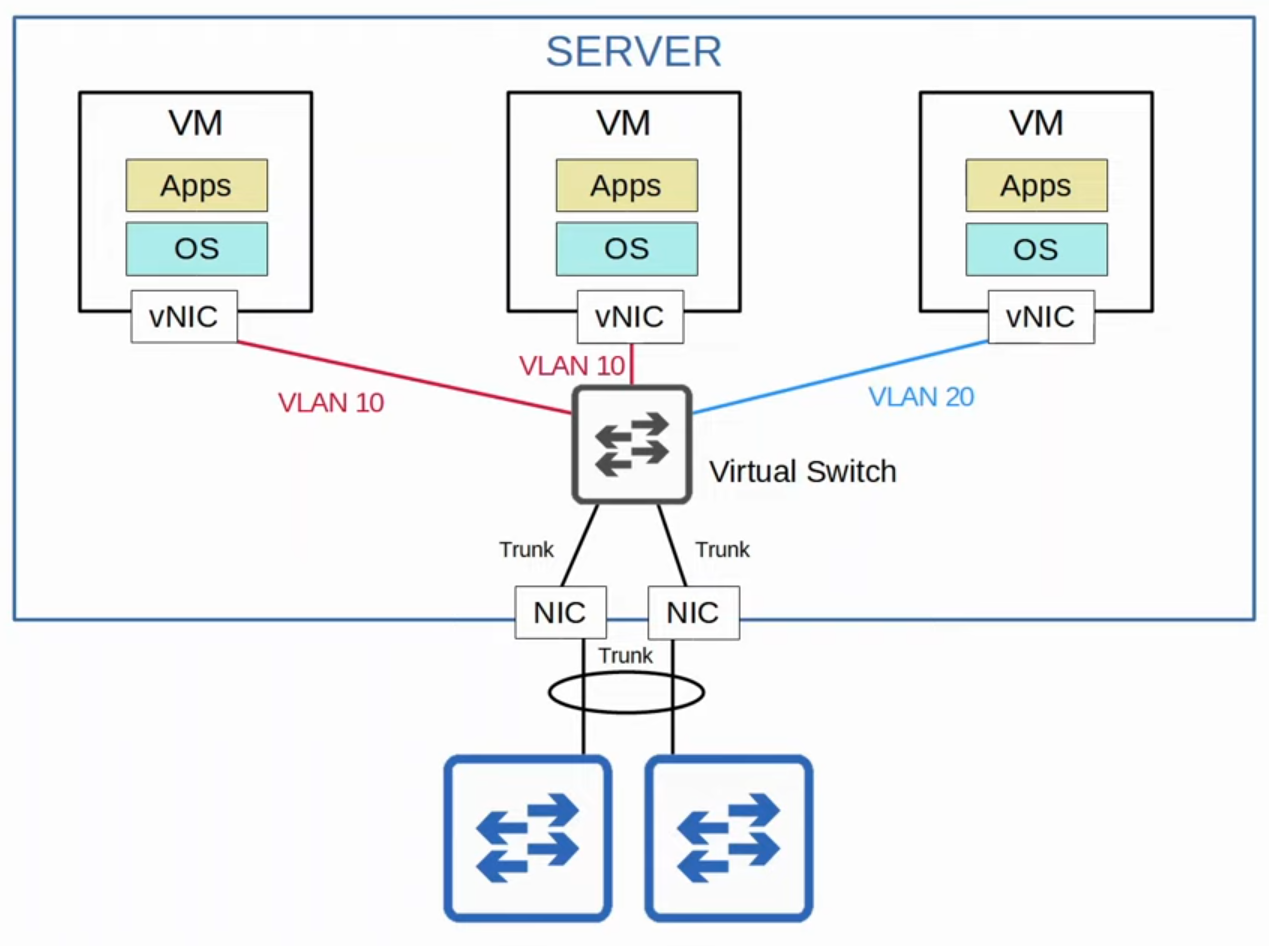 SERVER
VM
VM
VM
Apps
Apps
Apps
OS
OS
OS
vNIC
vNIC
vNIC
VLAN 10
VLAN 10
VLAN 20
Virtual Switch
Trunk
Trunk
NIC
NIC
Trunk